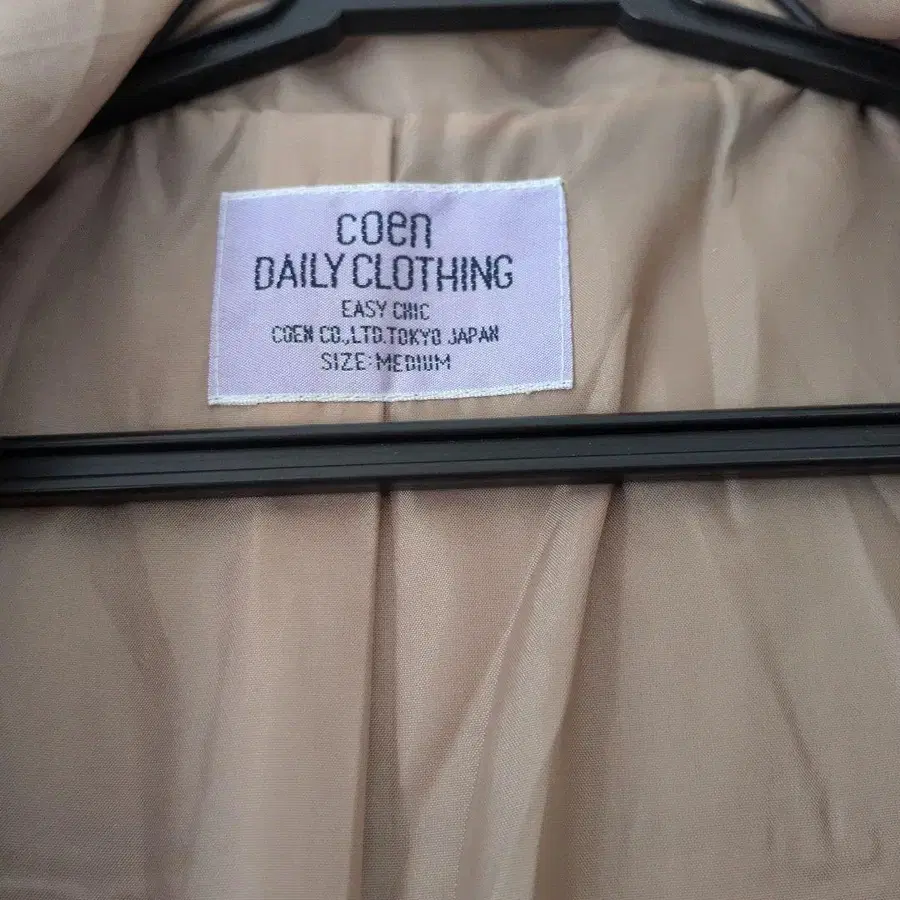 coen
DAILY CLOTHING
EASY CHIC
COEN CO.,LTD.TOKYO JAPAN
SIZE:MEDIUM